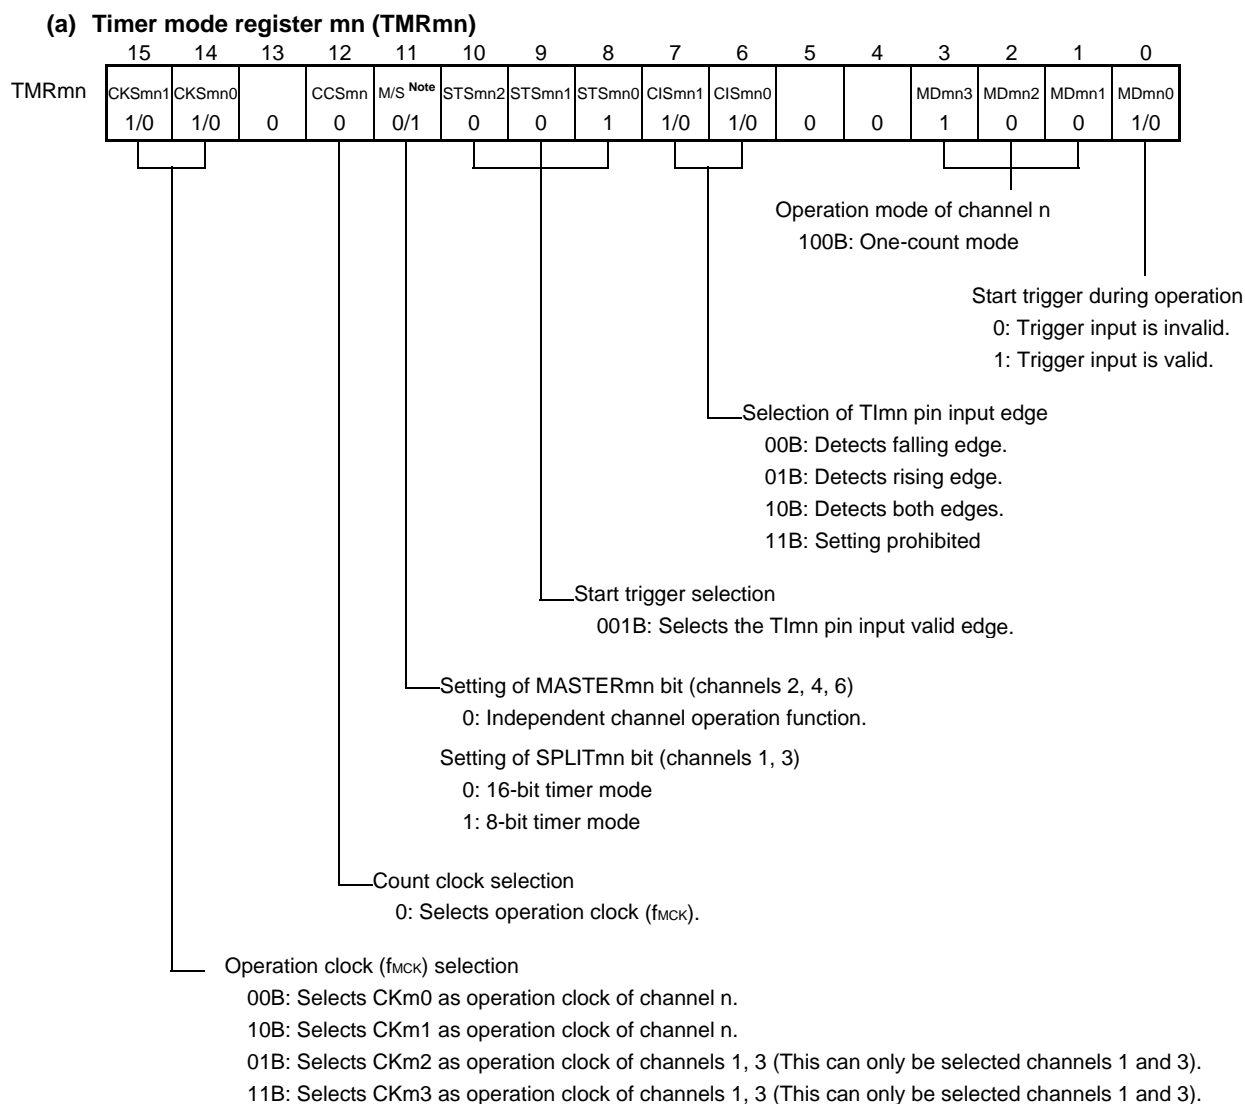 (a) Timer mode register mn (TMRmn)
15 14 13 12 11 10 9 8 7 6 5 4 3 2 1 0
TMRmn CKSmn1 CKSmn0 CCSmn M/S Note STSmn2 STSmn1 STSmn0 CISmn1 CISmn0 MDmn3 MDmn2 MDmn1 MDmn0
1/0 1/0 0 0 0/1 0 0 1 1/0 1/0 0 0 1 0 0 1/0
Operation mode of channel n
100B: One-count mode
Start trigger during operation
0: Trigger input is invalid.
1: Trigger input is valid.
Selection of TImn pin input edge
00B: Detects falling edge.
01B: Detects rising edge.
10B: Detects both edges.
11B: Setting prohibited
Start trigger selection
001B: Selects the TImn pin input valid edge.
Setting of MASTERmn bit (channels 2, 4, 6)
0: Independent channel operation function.
Setting of SPLITmn bit (channels 1, 3)
0: 16-bit timer mode
1: 8-bit timer mode
Count clock selection
0: Selects operation clock (fMCK).
Operation clock (fMCK) selection
00B: Selects CKm0 as operation clock of channel n.
10B: Selects CKm1 as operation clock of channel n.
01B: Selects CKm2 as operation clock of channels 1, 3 (This can only be selected channels 1 and 3).
11B: Selects CKm3 as operation clock of channels 1, 3 (This can only be selected channels 1 and 3).